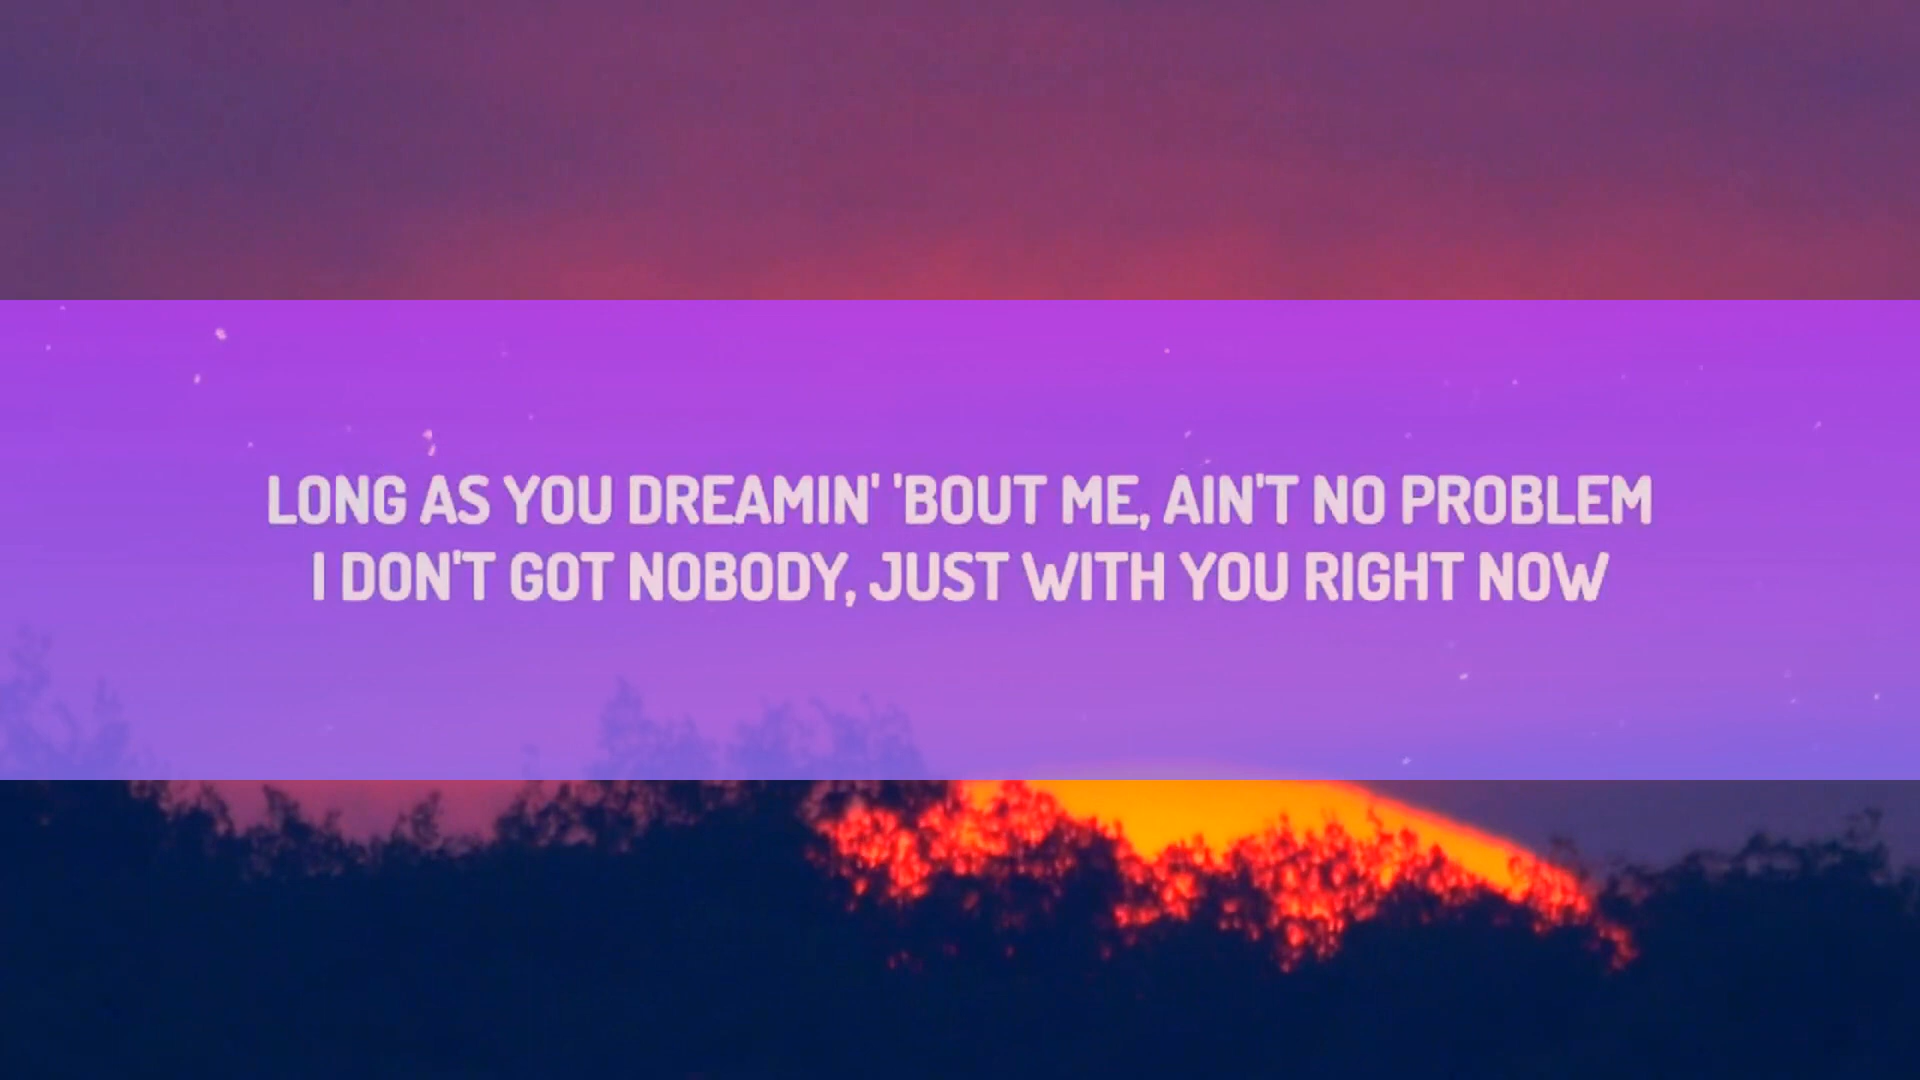 LONG AS YOU DREAMIN' 'BOUT ME, AIN'T NO PROBLEM
I DON'T GOT NOBODY, JUST WITH YOU RIGHT NOW